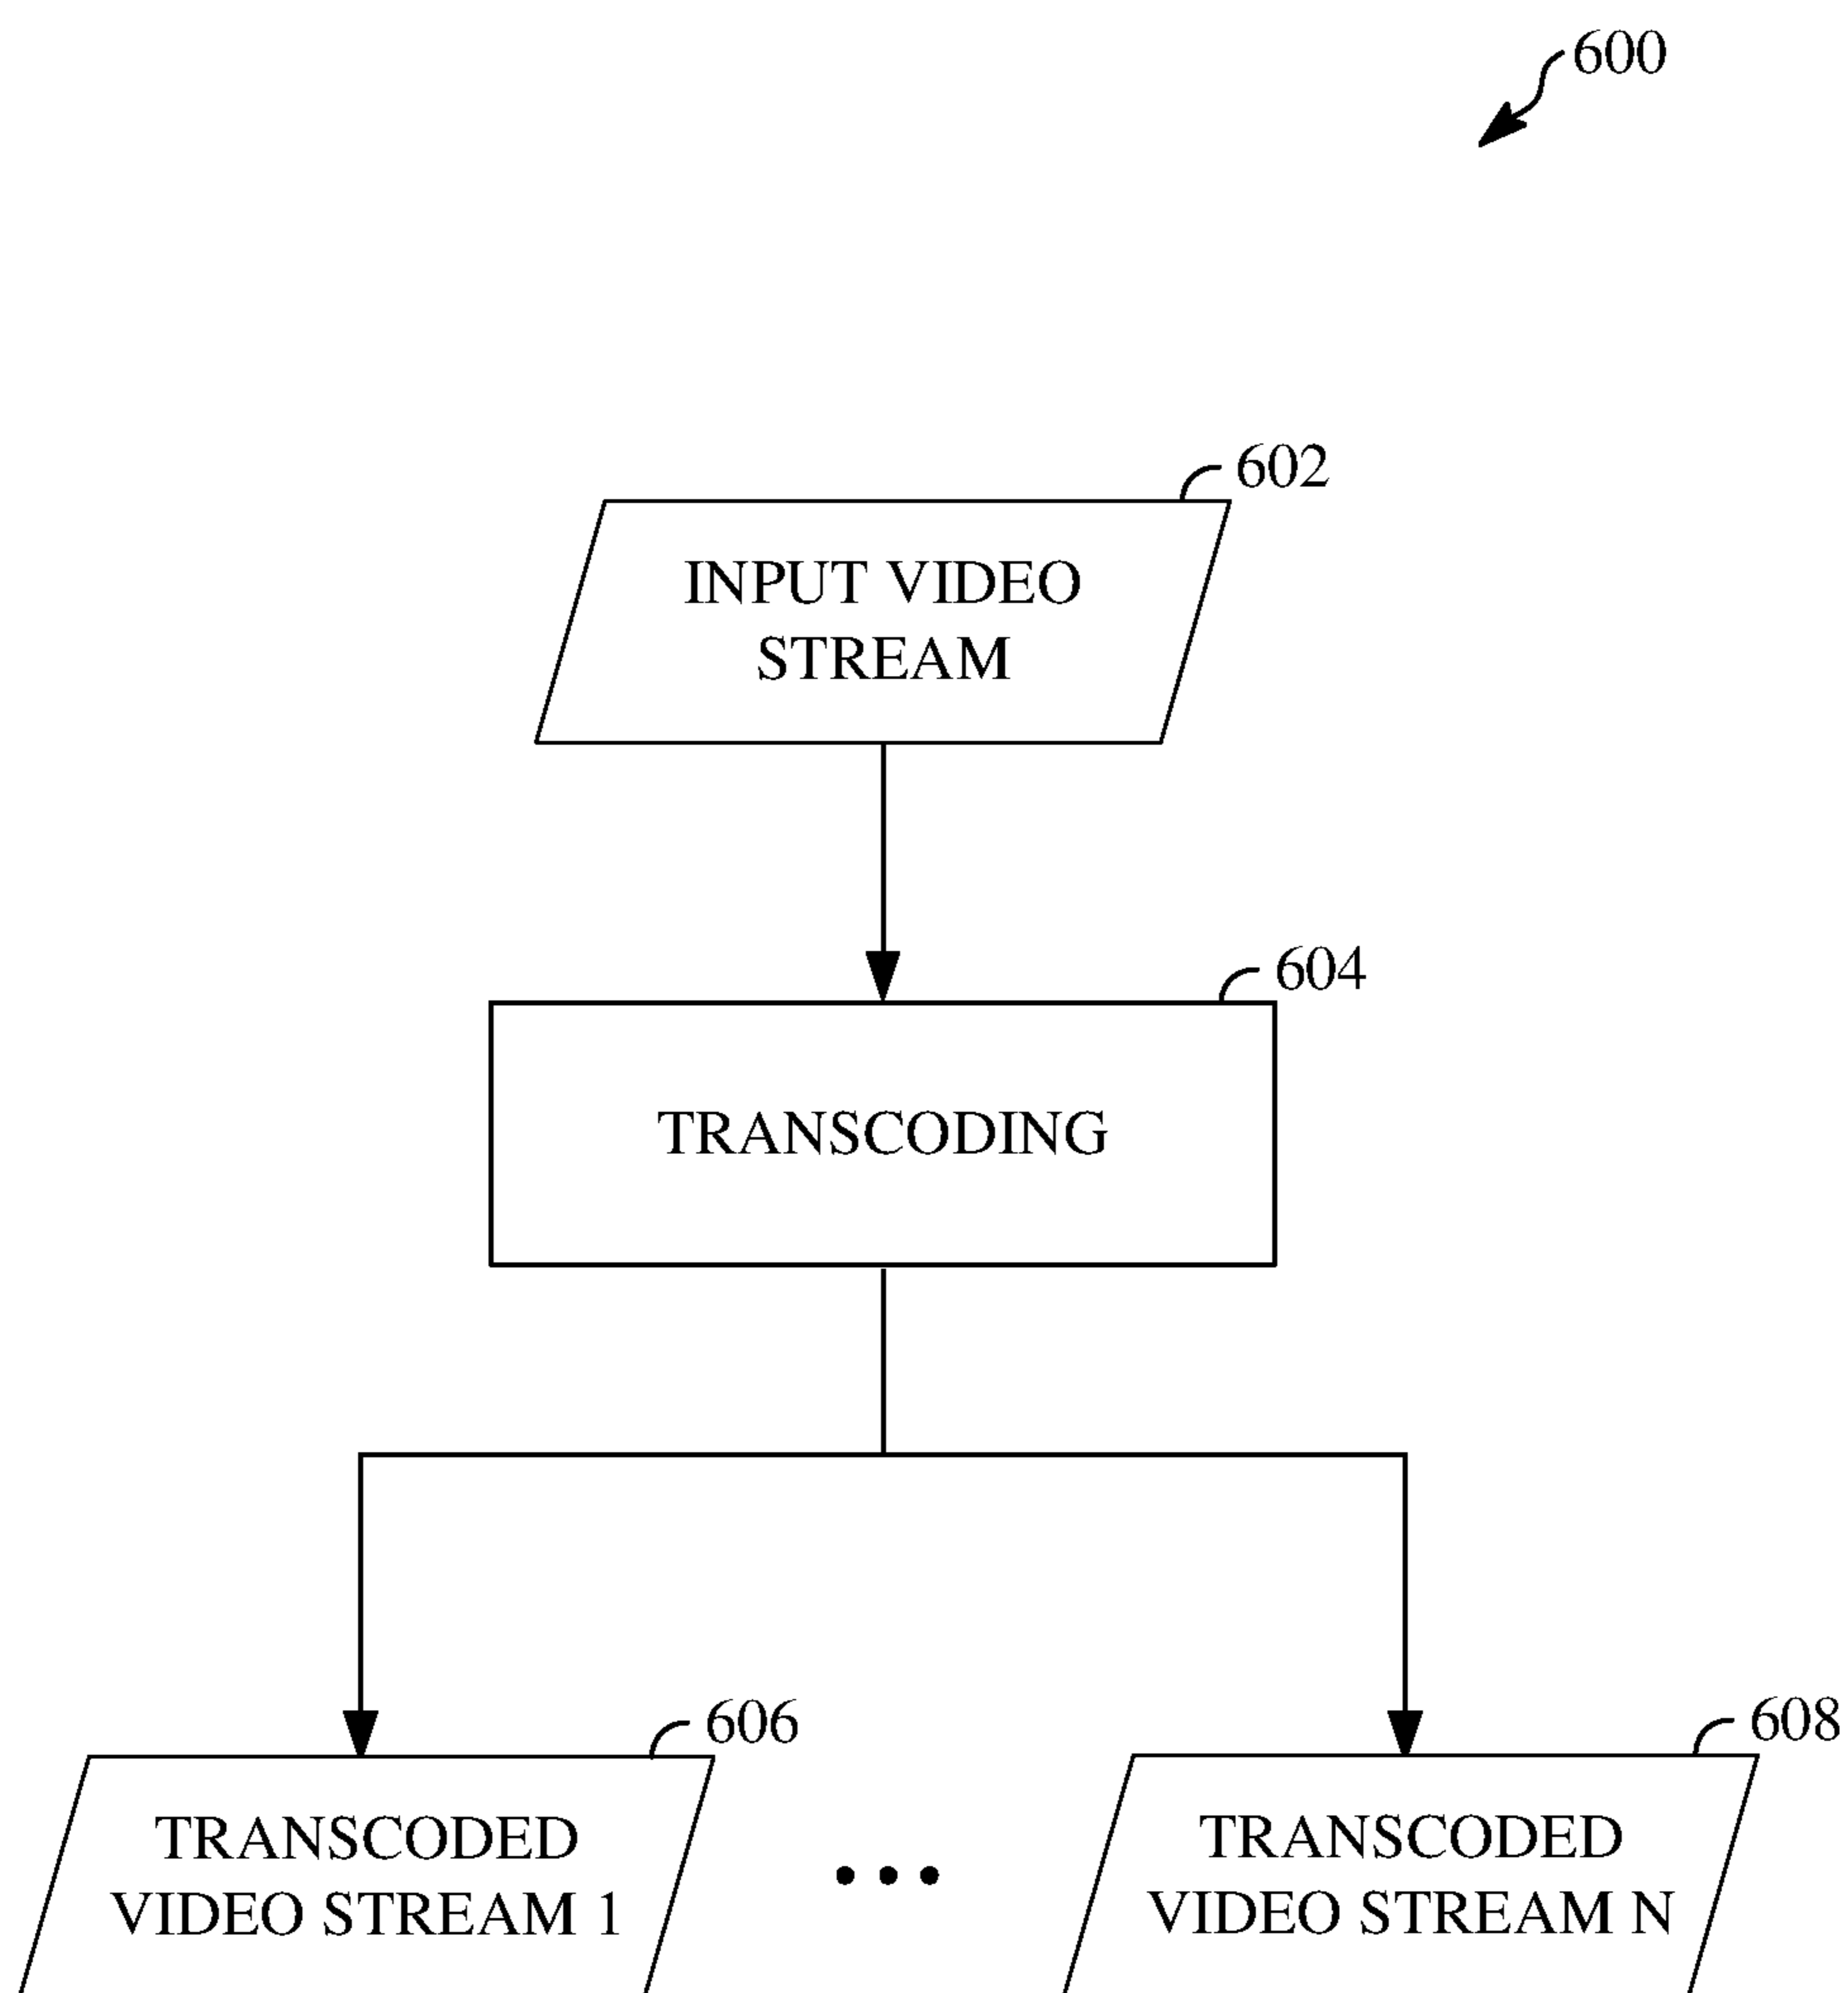 600
602
INPUT VIDEO
STREAM
604
TRANSCODING
606
608
TRANSCODED
VIDEO STREAM 1
TRANSCODED
VIDEO STREAM N